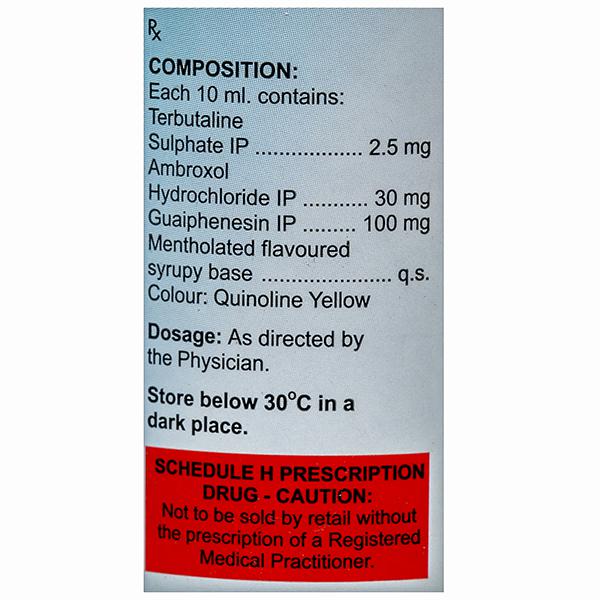 Rx
COMPOSITION:
Each 10 ml. contains:
Terbutaline
Sulphate IP .................. 2.5 mg
Ambroxol
Hydrochloride IP ........... 30 mg
Guaiphenesin IP ......... 100 mg
Mentholated flavoured
syrupy base ...................... q.s.
Colour: Quinoline Yellow
Dosage: As directed by
the Physician.
Store below 30°C in a
dark place.
SCHEDULE H PRESCRIPTION
DRUG - CAUTION:
Not to be sold by retail without
the prescription of a Registered
Medical Practitioner.